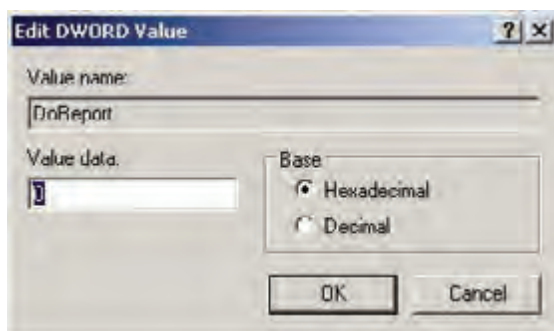 Edit DWORD Value
? ×
Value name:
DoReport
Value data:
0
Base
Hexadecimal
Decimal
OK
Cancel